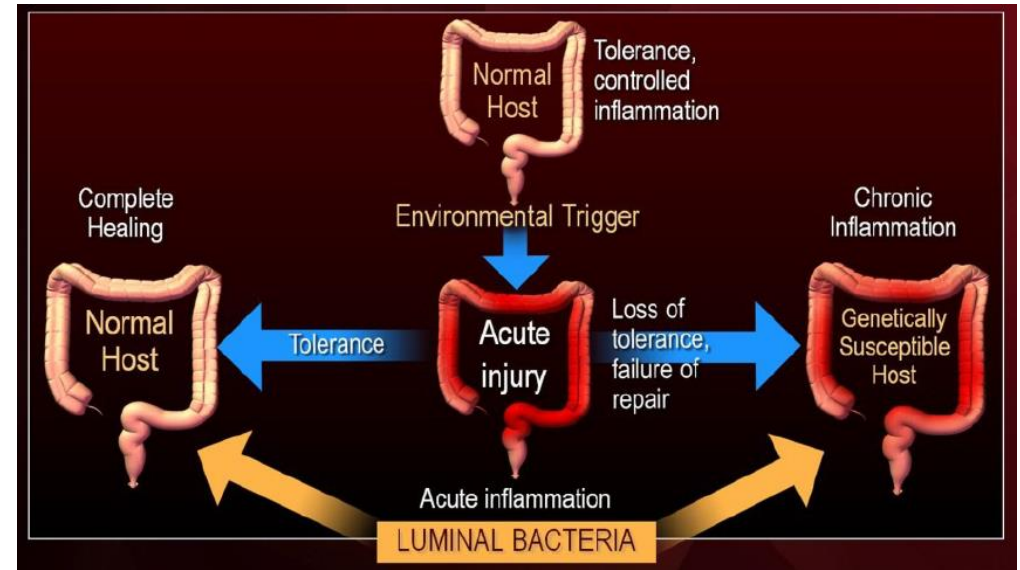 Normal
Host
Tolerance,
controlled
inflammation
Environmental Trigger
Complete
Healing
Chronic
Inflammation
Normal
Host
Tolerance
Acute
injury
Loss of
tolerance,
failure of
repair
Genetically
Susceptible
Host
Acute inflammation
LUMINAL BACTERIA